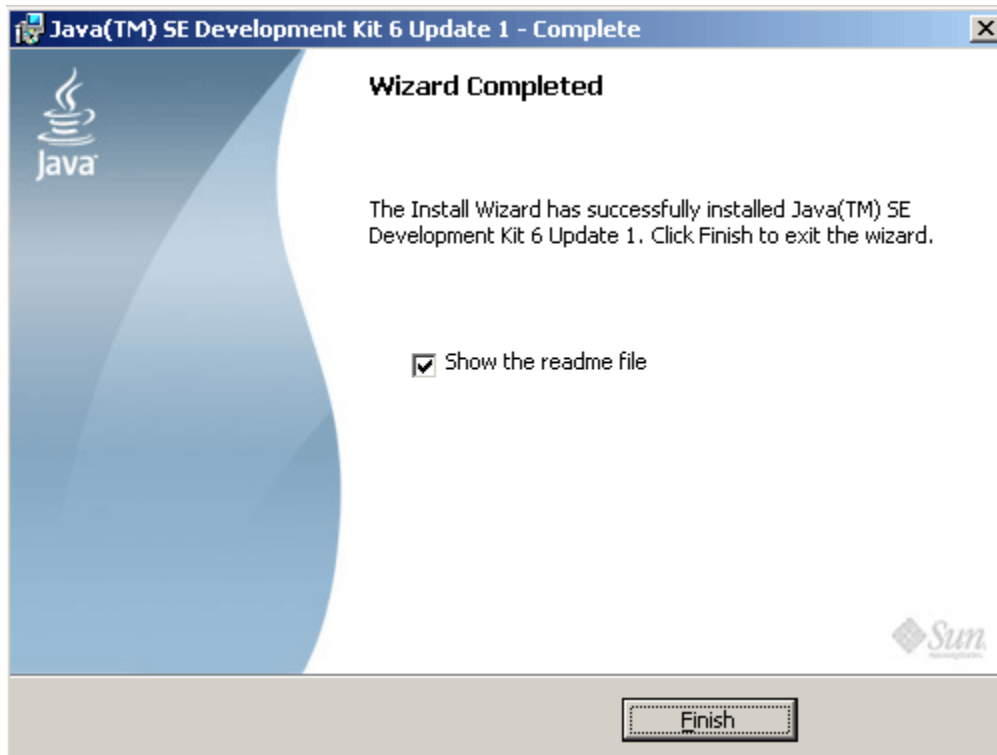 Java(TM) SE Development Kit 6 Update 1 - Complete
Java
Wizard Completed
The Install Wizard has successfully installed Java(TM) SE
Development Kit 6 Update 1. Click Finish to exit the wizard.
Show the readme file
Sun
Finish